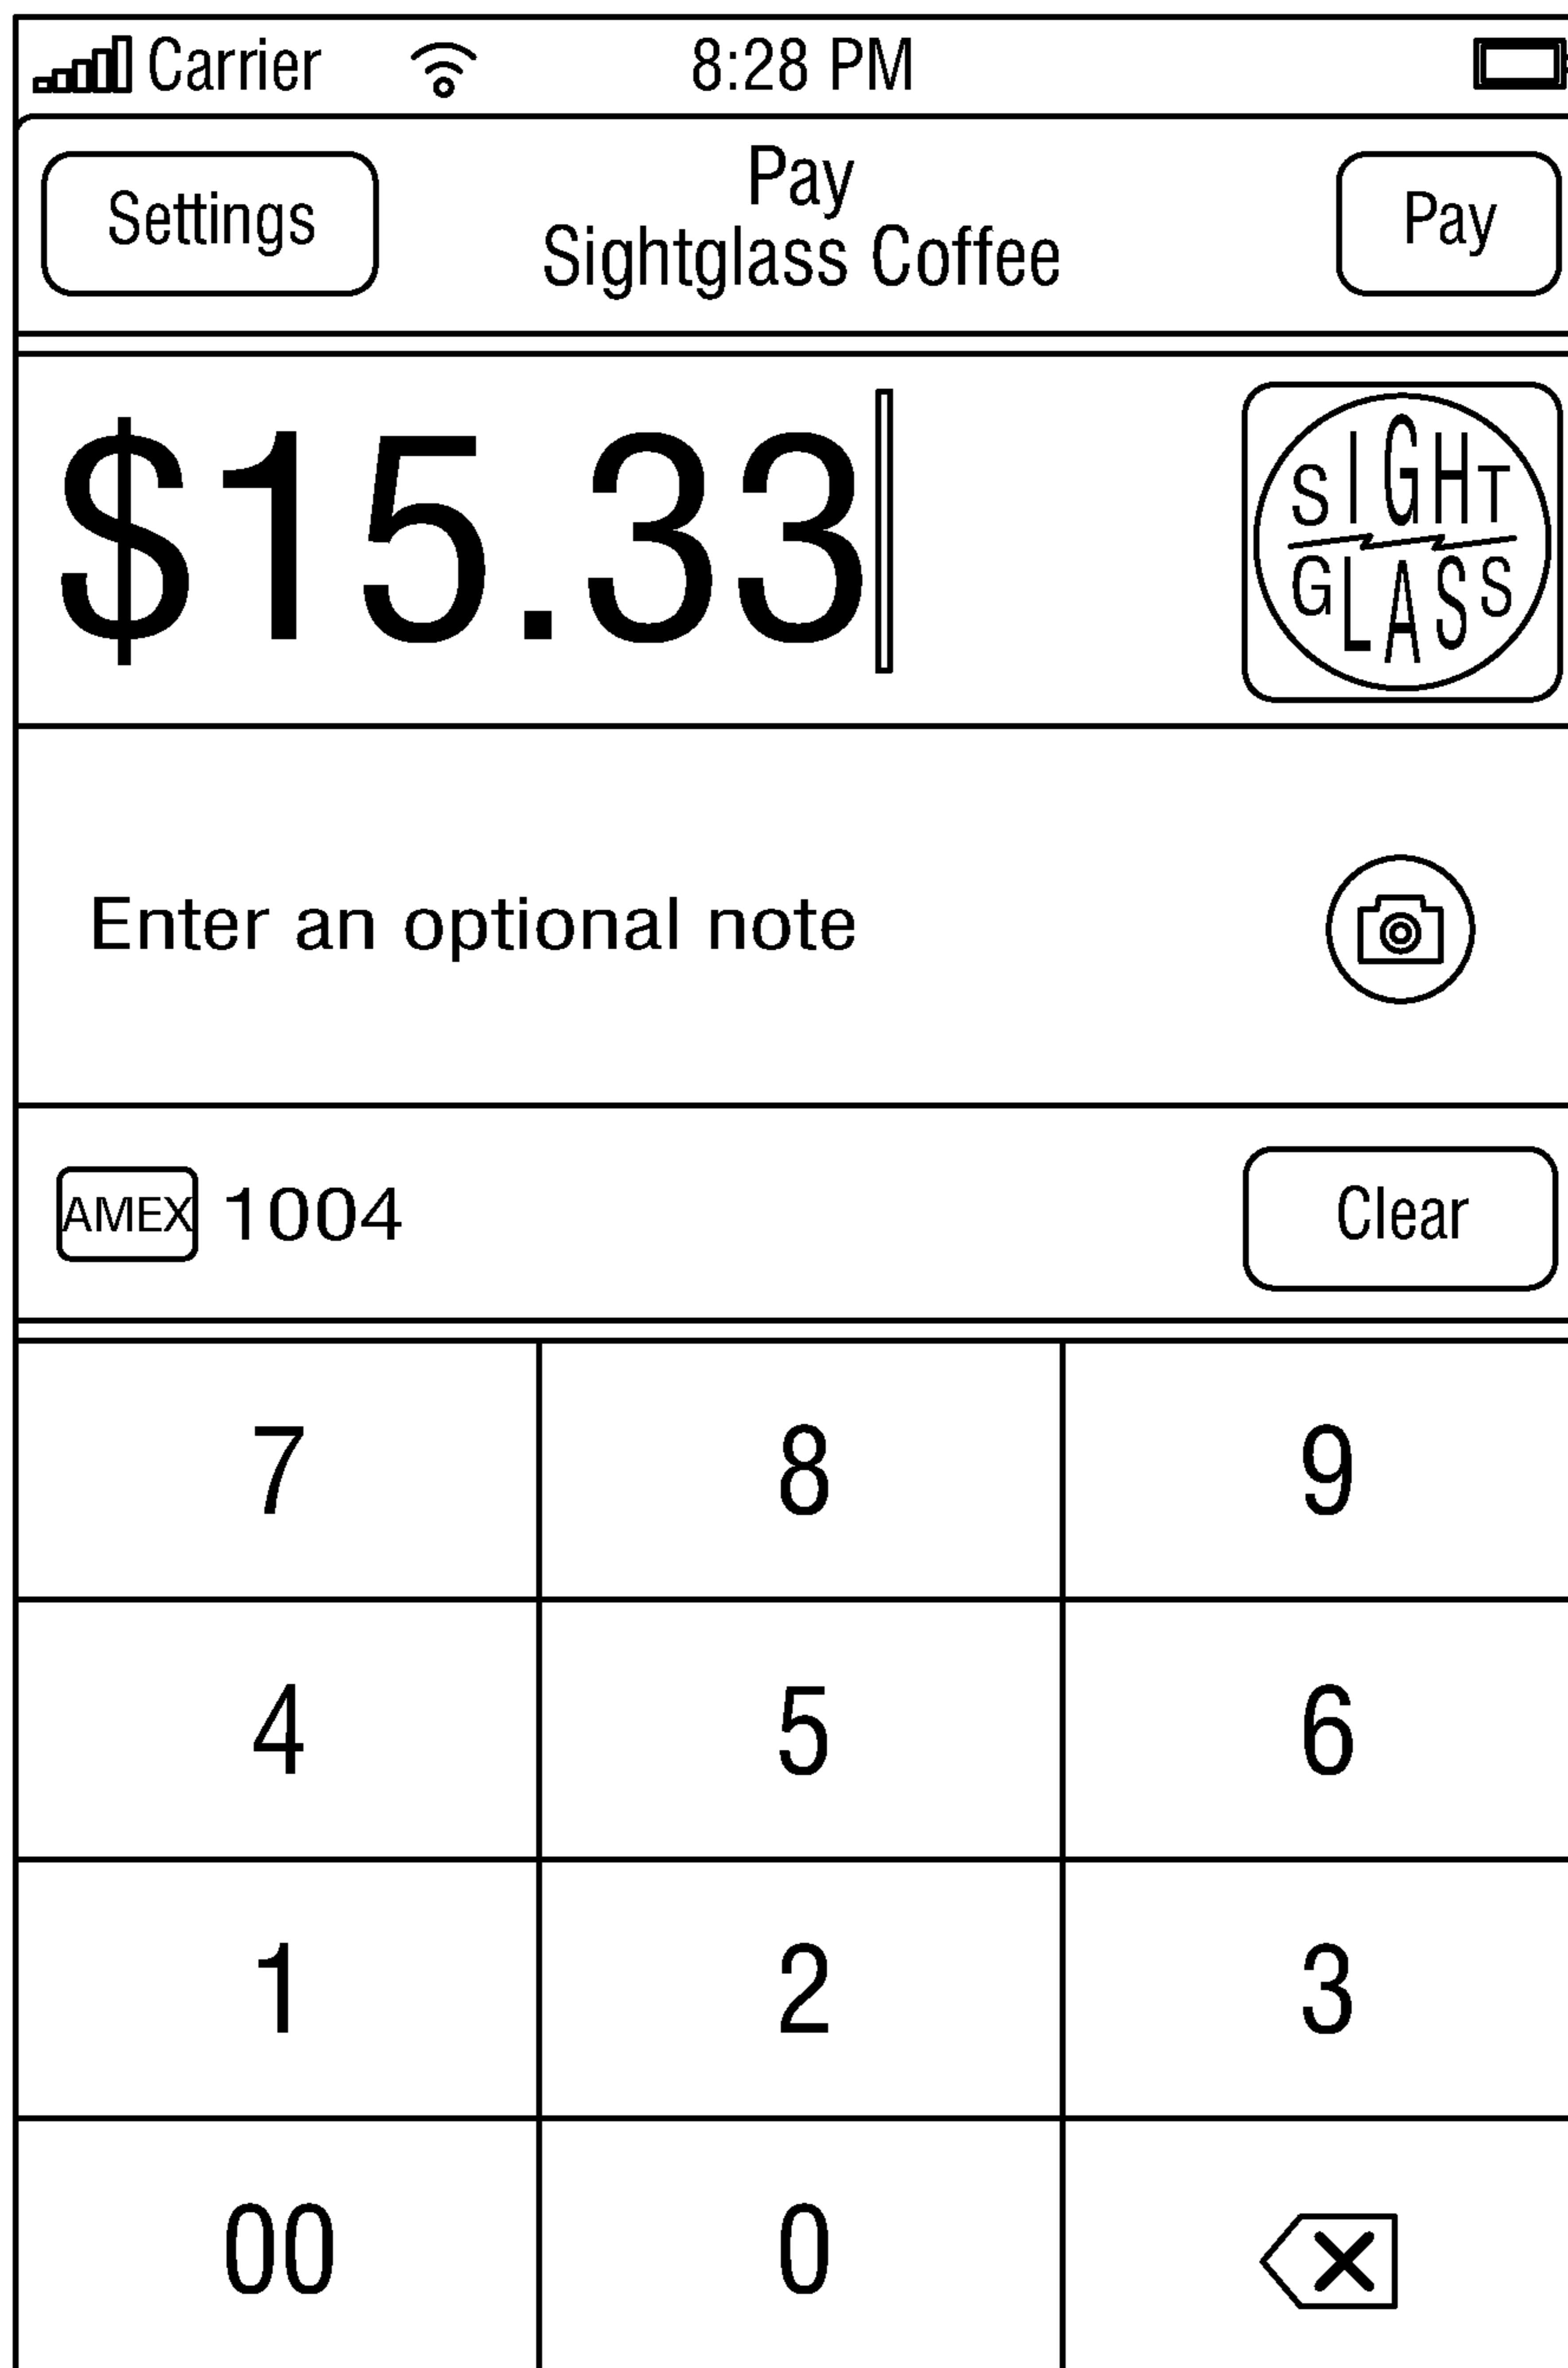 Carrier 8:28 PM
Settings Pay Pay
Sightglass Coffee
$15.33
SIGHT
GLASS
Enter an optional note
AMEX 1004 Clear
7 8 9
4 5 6
1 2 3
00 0